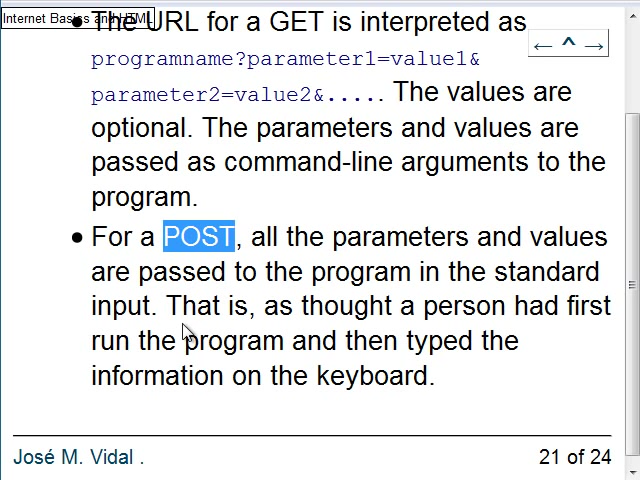 Internet Basics and HTML
• The URL for a GET is interpreted as
← ^ →
programname?parameter1=value1&
parameter2=value2&..... The values are
optional. The parameters and values are
passed as command-line arguments to the
program.
• For a POST, all the parameters and values
are passed to the program in the standard
input. That is, as thought a person had first
run the program and then typed the
information on the keyboard.
José M. Vidal .
21 of 24